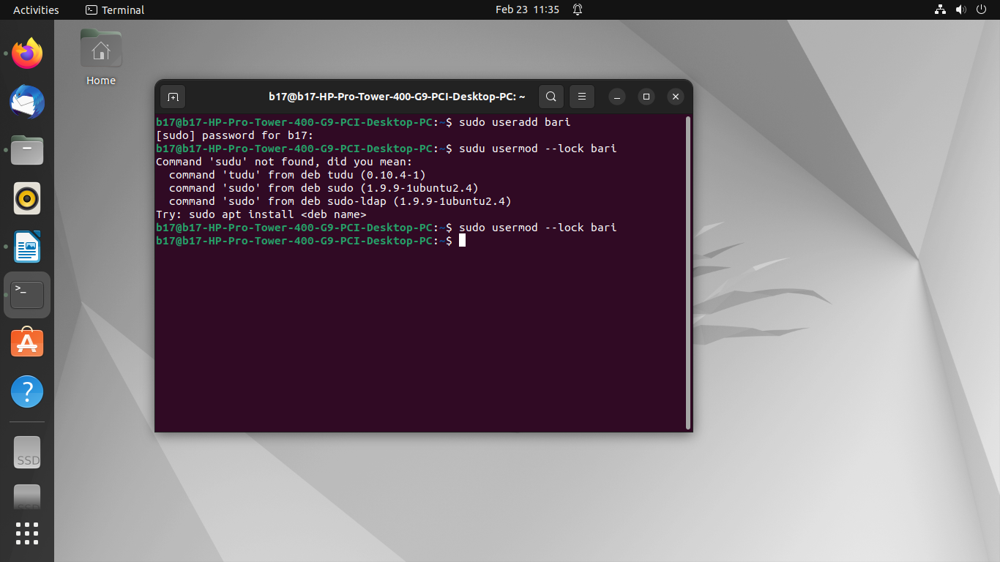 Activities
Terminal
Feb 23 11:35
Home
b17@b17-HP-Pro-Tower-400-G9-PCI-Desktop-PC: ~
b17@b17-HP-Pro-Tower-400-G9-PCI-Desktop-PC:~$ sudo useradd bari
[sudo] password for b17:
b17@b17-HP-Pro-Tower-400-G9-PCI-Desktop-PC:~$ sudu usermod --lock bari
Command 'sudu' not found, did you mean:
command 'tudu' from deb tudu (0.10.4-1)
command 'sudo' from deb sudo (1.9.9-1ubuntu2.4)
command 'sudo' from deb sudo-ldap (1.9.9-1ubuntu2.4)
Try: sudo apt install <deb name>
b17@b17-HP-Pro-Tower-400-G9-PCI-Desktop-PC:~$ sudo usermod --lock bari
b17@b17-HP-Pro-Tower-400-G9-PCI-Desktop-PC:~$
>_
?
SSD
SSD